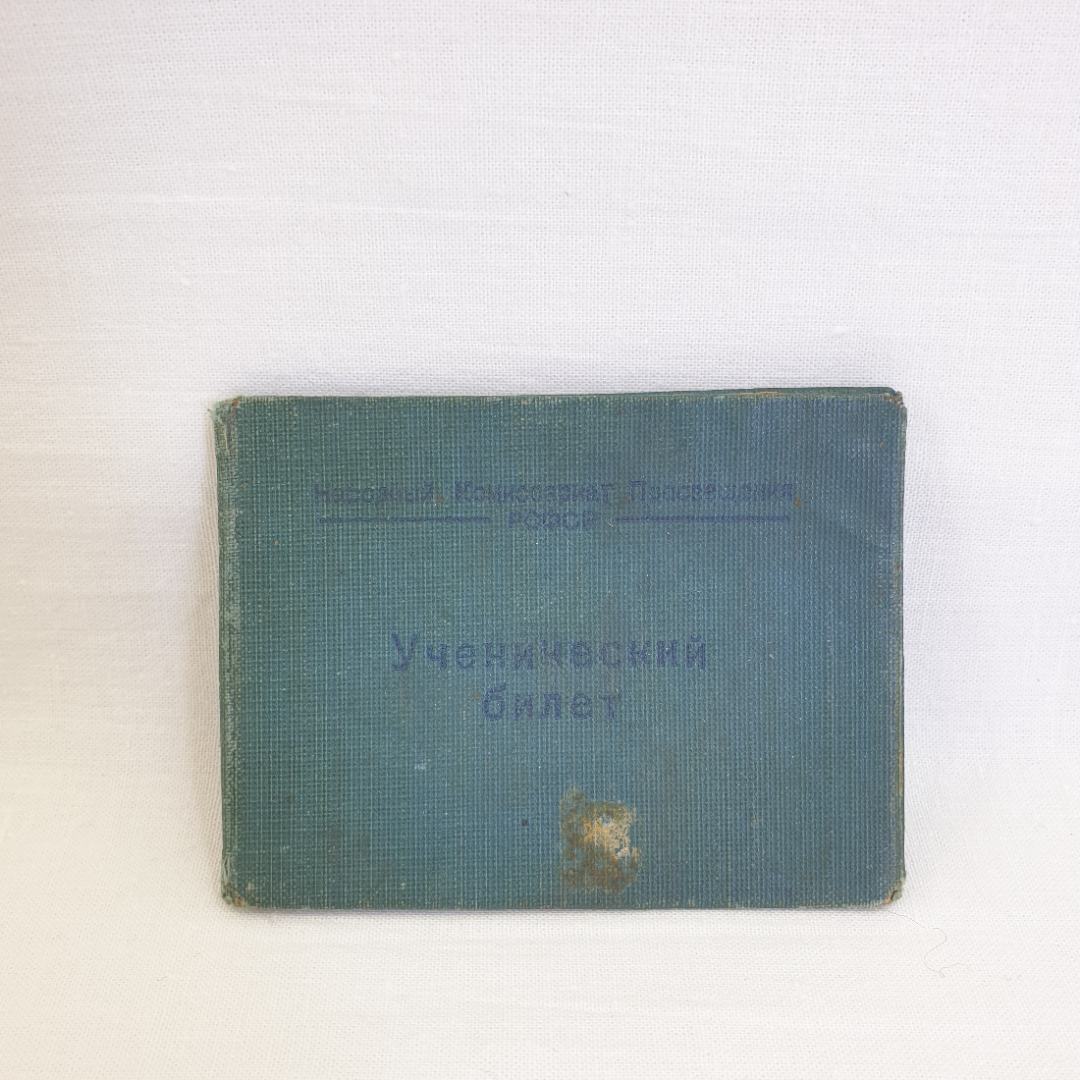 Народный Комиссариат Просвещения
РСФСР
Ученический
билет